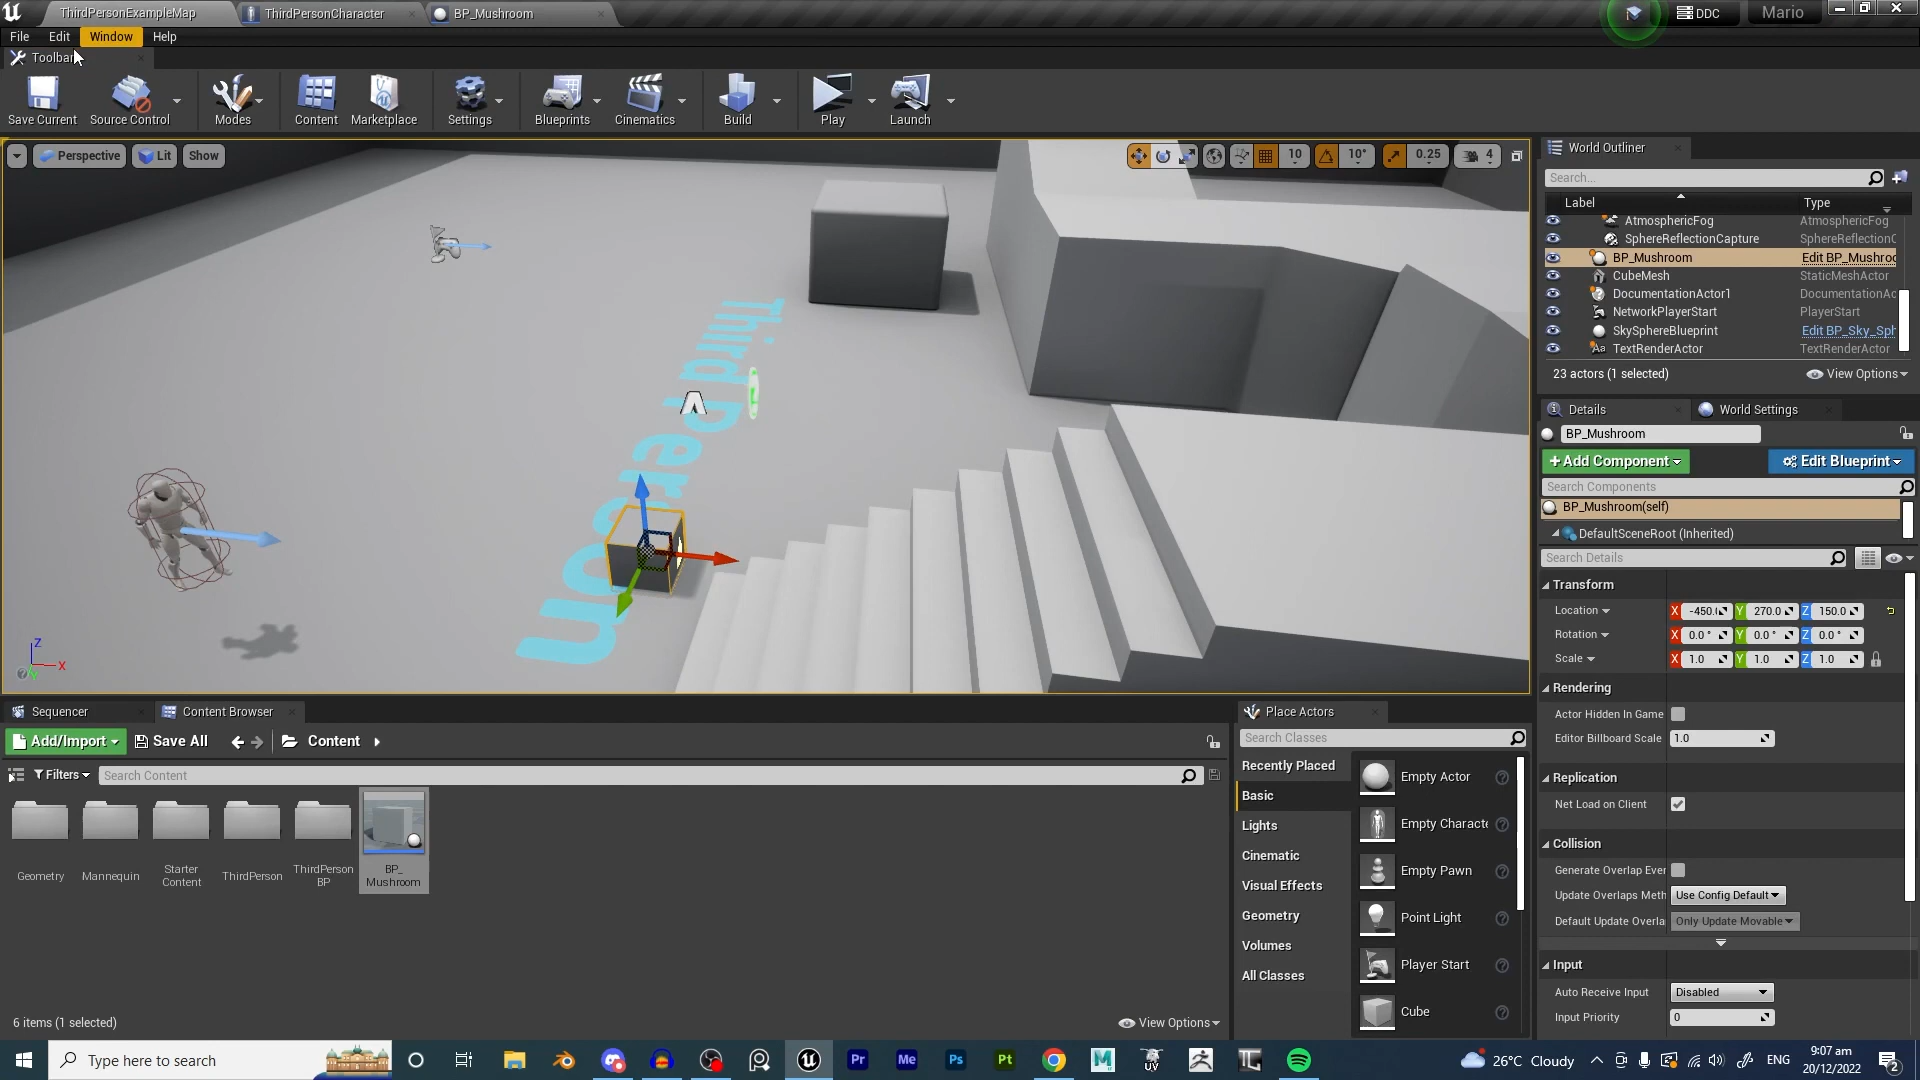 ThirdPersonExampleMap
ThirdPersonCharacter
BP_Mushroom
DDC
Mario
File
Edit
Window
Help
Toolbar
Save Current
Source Control
Modes
Content
Marketplace
Settings
Blueprints
Cinematics
Build
Play
Launch
Perspective
Lit
Show
10
10°
0.25
4
Third Person
Z
X
World Outliner
Search...
Label
Type
AtmosphericFog
AtmosphericFog
SphereReflectionCapture
SphereReflectionC
BP_Mushroom
Edit BP_Mushroo
CubeMesh
StaticMeshActor
DocumentationActor1
DocumentationAc
NetworkPlayerStart
PlayerStart
SkySphereBlueprint
Edit BP_Sky_Sph
TextRenderActor
TextRenderActor
23 actors (1 selected)
View Options
Details
World Settings
BP_Mushroom
+Add Component
Edit Blueprint
Search Components
BP_Mushroom(self)
DefaultSceneRoot (Inherited)
Search Details
Transform
Location
X -450.( Y 270.0 Z 150.0
Rotation
X 0.0 ° Y 0.0 ° Z 0.0 °
Scale
X 1.0 Y 1.0 Z 1.0
Rendering
Actor Hidden In Game
Editor Billboard Scale
1.0
Replication
Net Load on Client
Collision
Generate Overlap Ever
Update Overlaps Meth
Use Config Default
Default Update Overla
Only Update Movable
Input
Auto Receive Input
Disabled
Input Priority
0
Sequencer
Content Browser
Add/Import
Save All
Content
Filters
Search Content
Geometry
Mannequin
Starter
Content
ThirdPerson
ThirdPerson
BP
BP_
Mushroom
6 items (1 selected)
View Options
Place Actors
Search Classes
Recently Placed
Basic
Lights
Cinematic
Visual Effects
Geometry
Volumes
All Classes
Empty Actor
Empty Characte
Empty Pawn
Point Light
Player Start
Cube
Type here to search
Pr
Me
Ps
Pt
M
UV
26°C Cloudy
ENG
9:07 am
20/12/2022
2